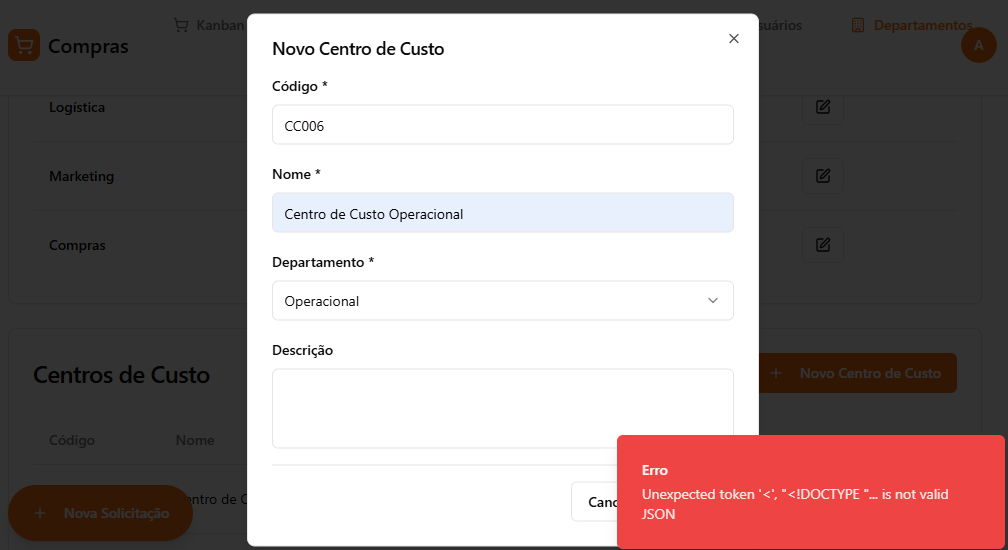 Kanban
suários
Departamentos
Compras
A
Novo Centro de Custo
Código *
CC006
Nome *
Centro de Custo Operacional
Departamento *
Operacional
Descrição
Logística
Marketing
Compras
Centros de Custo
Novo Centro de Custo
Código
Nome
entro de C
Nova Solicitação
Canc
Erro
Unexpected token '<', "<!DOCTYPE "... is not valid
JSON